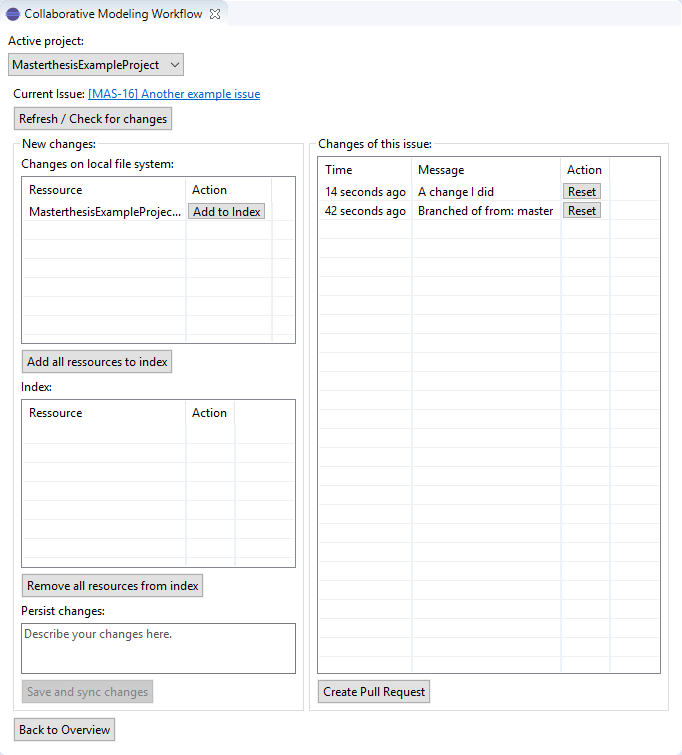 Collaborative Modeling Workflow
Active project:
MasterthesisExampleProject
Current Issue: [MAS-16] Another example issue
Refresh / Check for changes
New changes:
Changes on local file system:
Ressource Action
MasterthesisExampleProjec... Add to Index
Add all ressources to index
Index:
Ressource Action
Remove all resources from index
Persist changes:
Describe your changes here.
Save and sync changes
Changes of this issue:
Time Message Action
14 seconds ago A change I did Reset
42 seconds ago Branched of from: master Reset
Create Pull Request
Back to Overview